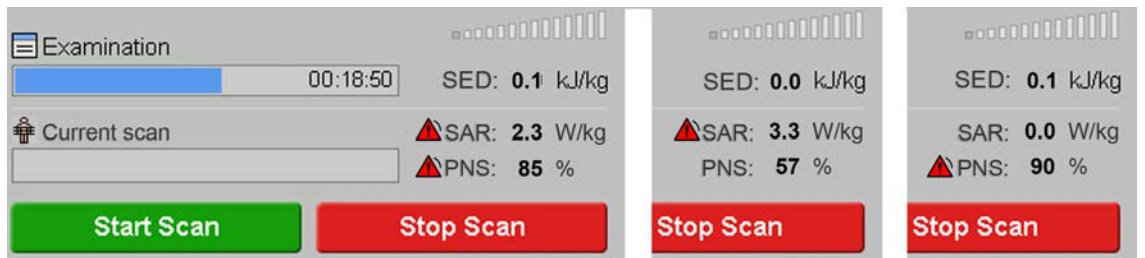 Examination
00:18:50
SED: 0.1 kJ/kg
Current scan
SAR: 2.3 W/kg
PNS: 85 %
Start Scan
Stop Scan
SED: 0.0 kJ/kg
SAR: 3.3 W/kg
PNS: 57 %
Stop Scan
SED: 0.1 kJ/kg
SAR: 0.0 W/kg
PNS: 90 %
Stop Scan